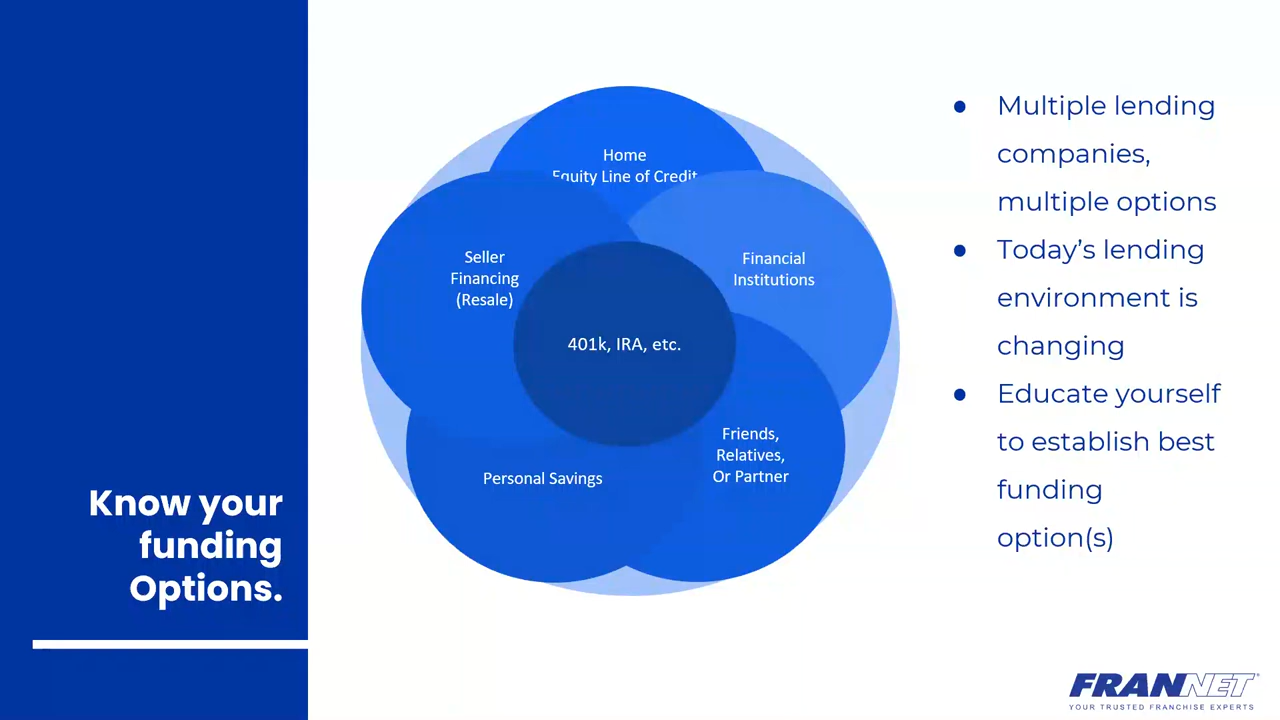 Know your
funding
Options.
Home
Equity Line of Credit
Seller
Financing
(Resale)
Financial
Institutions
401k, IRA, etc.
Friends,
Relatives,
Or Partner
Personal Savings
● Multiple lending
companies,
multiple options
● Today’s lending
environment is
changing
● Educate yourself
to establish best
funding
option(s)
FRANNET
YOUR TRUSTED FRANCHISE EXPERTS